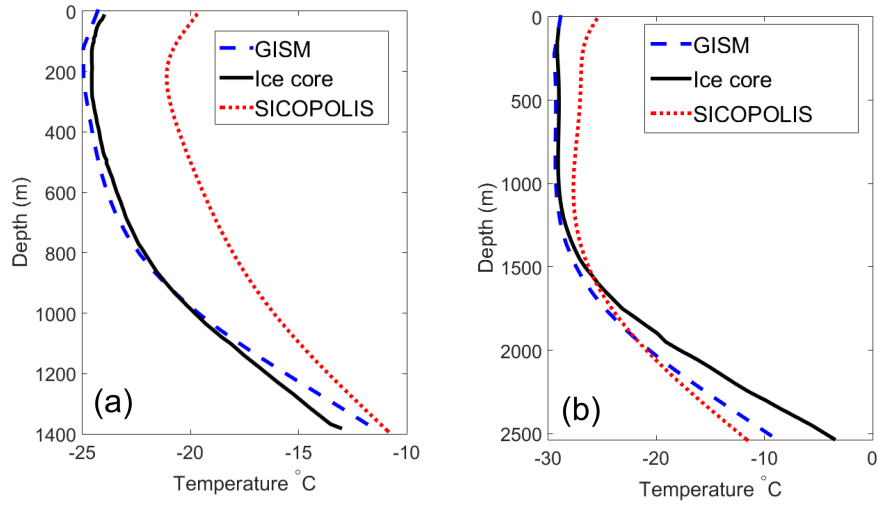 0
200
400
600
800
1000
1200
1400
Depth (m)
-25
-20
-15
-10
Temperature °C
GISM
Ice core
SICOPOLIS
(a)
0
500
1000
1500
2000
2500
Depth (m)
-30
-20
-10
0
Temperature °C
GISM
Ice core
SICOPOLIS
(b)